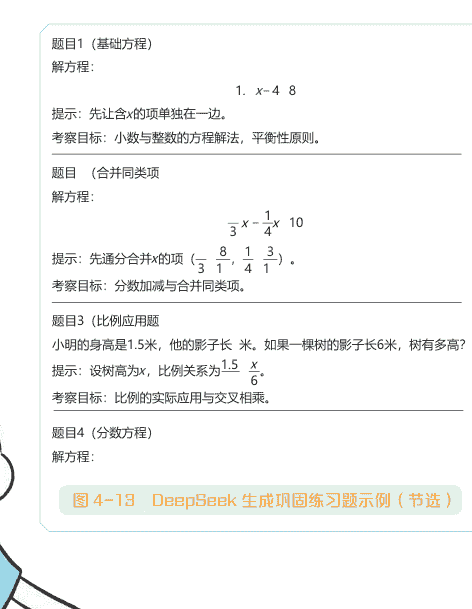 题目1（基础方程）
解方程：
1. x– 4 8
提示：先让含x的项单独在一边。
考察目标：小数与整数的方程解法，平衡性原则。
题目 （合并同类项
解方程：
/3 x – 1/4 x 10
提示：先通分合并x的项（/3 8/1，1/4 3/1）。
考察目标：分数加减与合并同类项。
题目3（比例应用题
小明的身高是1.5米，他的影子长 米。如果一棵树的影子长6米，树有多高？
提示：设树高为x，比例关系为1.5/ x/6。
考察目标：比例的实际应用与交叉相乘。
题目4（分数方程）
解方程：
图 4-13 DeepSeek 生成巩固练习题示例（节选）